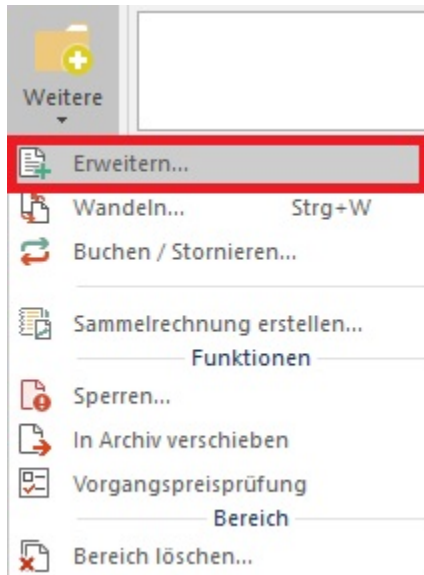 Weitere
Erweitern...
Wandeln... Strg+W
Buchen / Stornieren...
Sammelrechnung erstellen...
Funktionen
Sperren...
In Archiv verschieben
Vorgangspreisprüfung
Bereich
Bereich löschen...